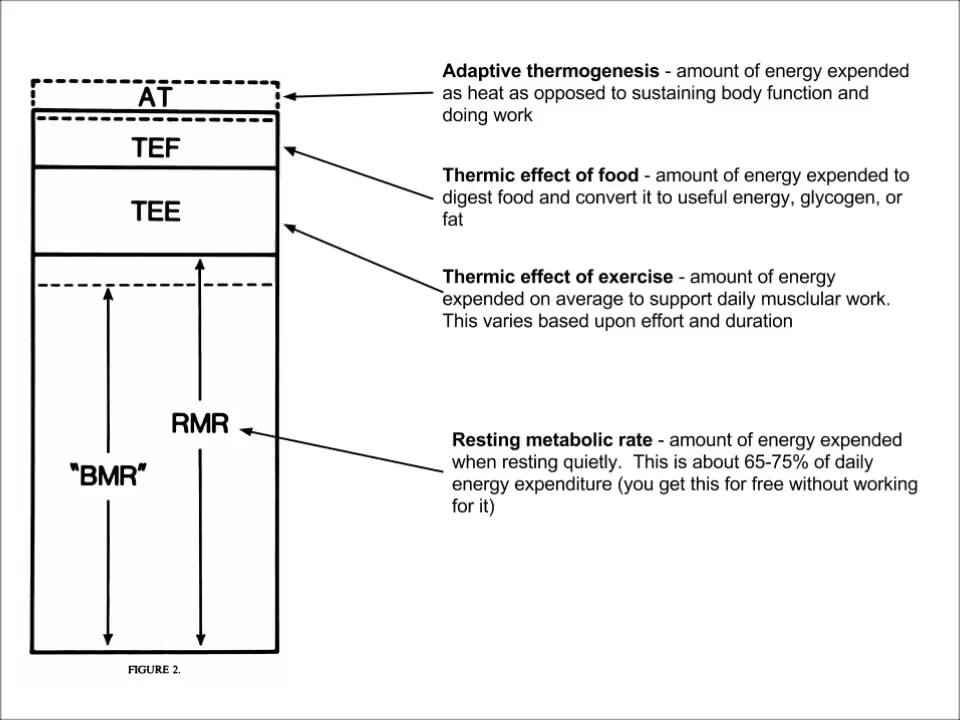 AT
TEF
TEE
RMR
"BMR"
FIGURE 2.
Adaptive thermogenesis - amount of energy expended
as heat as opposed to sustaining body function and
doing work
Thermic effect of food - amount of energy expended to
digest food and convert it to useful energy, glycogen, or
fat
Thermic effect of exercise - amount of energy
expended on average to support daily musclular work.
This varies based upon effort and duration
Resting metabolic rate - amount of energy expended
when resting quietly.  This is about 65-75% of daily
energy expenditure (you get this for free without working
for it)